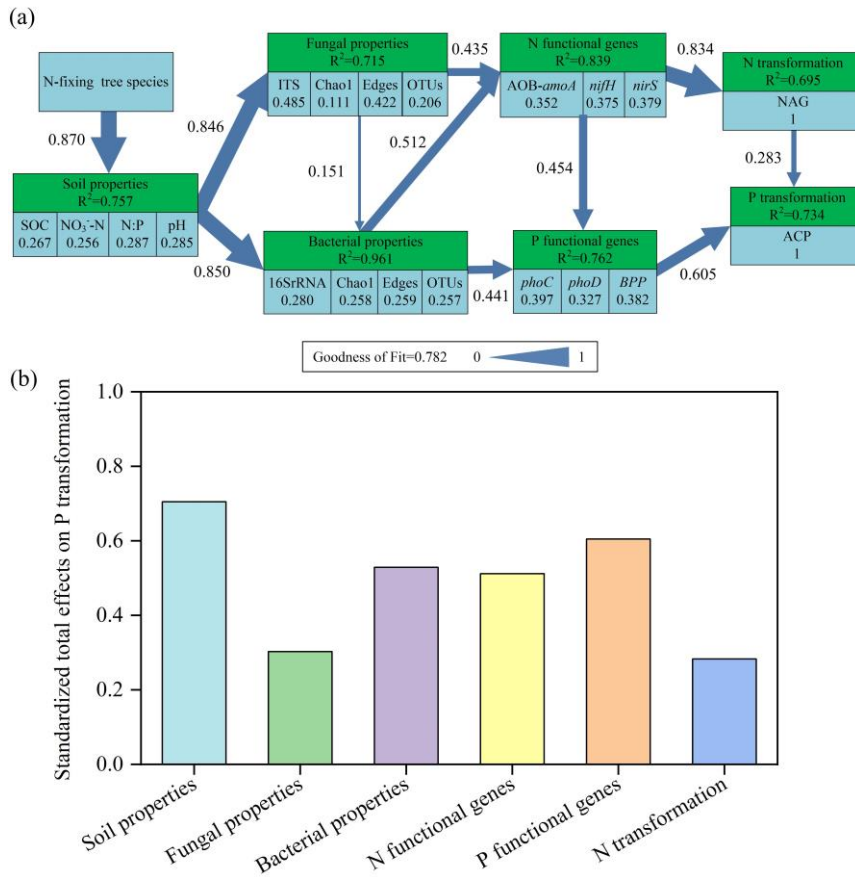 (a)
N-fixing tree species
0.870
Soil properties
R²=0.757
SOC NO₃⁻-N N:P pH
0.267 0.256 0.287 0.285
0.846
0.850
Fungal properties
R²=0.715
ITS Chao1 Edges OTUs
0.485 0.111 0.422 0.206
0.435
0.151
0.512
Bacterial properties
R²=0.961
16SrRNA Chao1 Edges OTUs
0.280 0.258 0.259 0.257
0.441
N functional genes
R²=0.839
AOB-amoA nifH nirS
0.352 0.375 0.379
0.834
0.454
P functional genes
R²=0.762
phoC phoD BPP
0.397 0.327 0.382
0.605
N transformation
R²=0.695
NAG
1
0.283
P transformation
R²=0.734
ACP
1
Goodness of Fit=0.782 0 1
(b)
Standardized total effects on P transformation
1.0
0.8
0.6
0.4
0.2
0.0
Soil properties
Fungal properties
Bacterial properties
N functional genes
P functional genes
N transformation